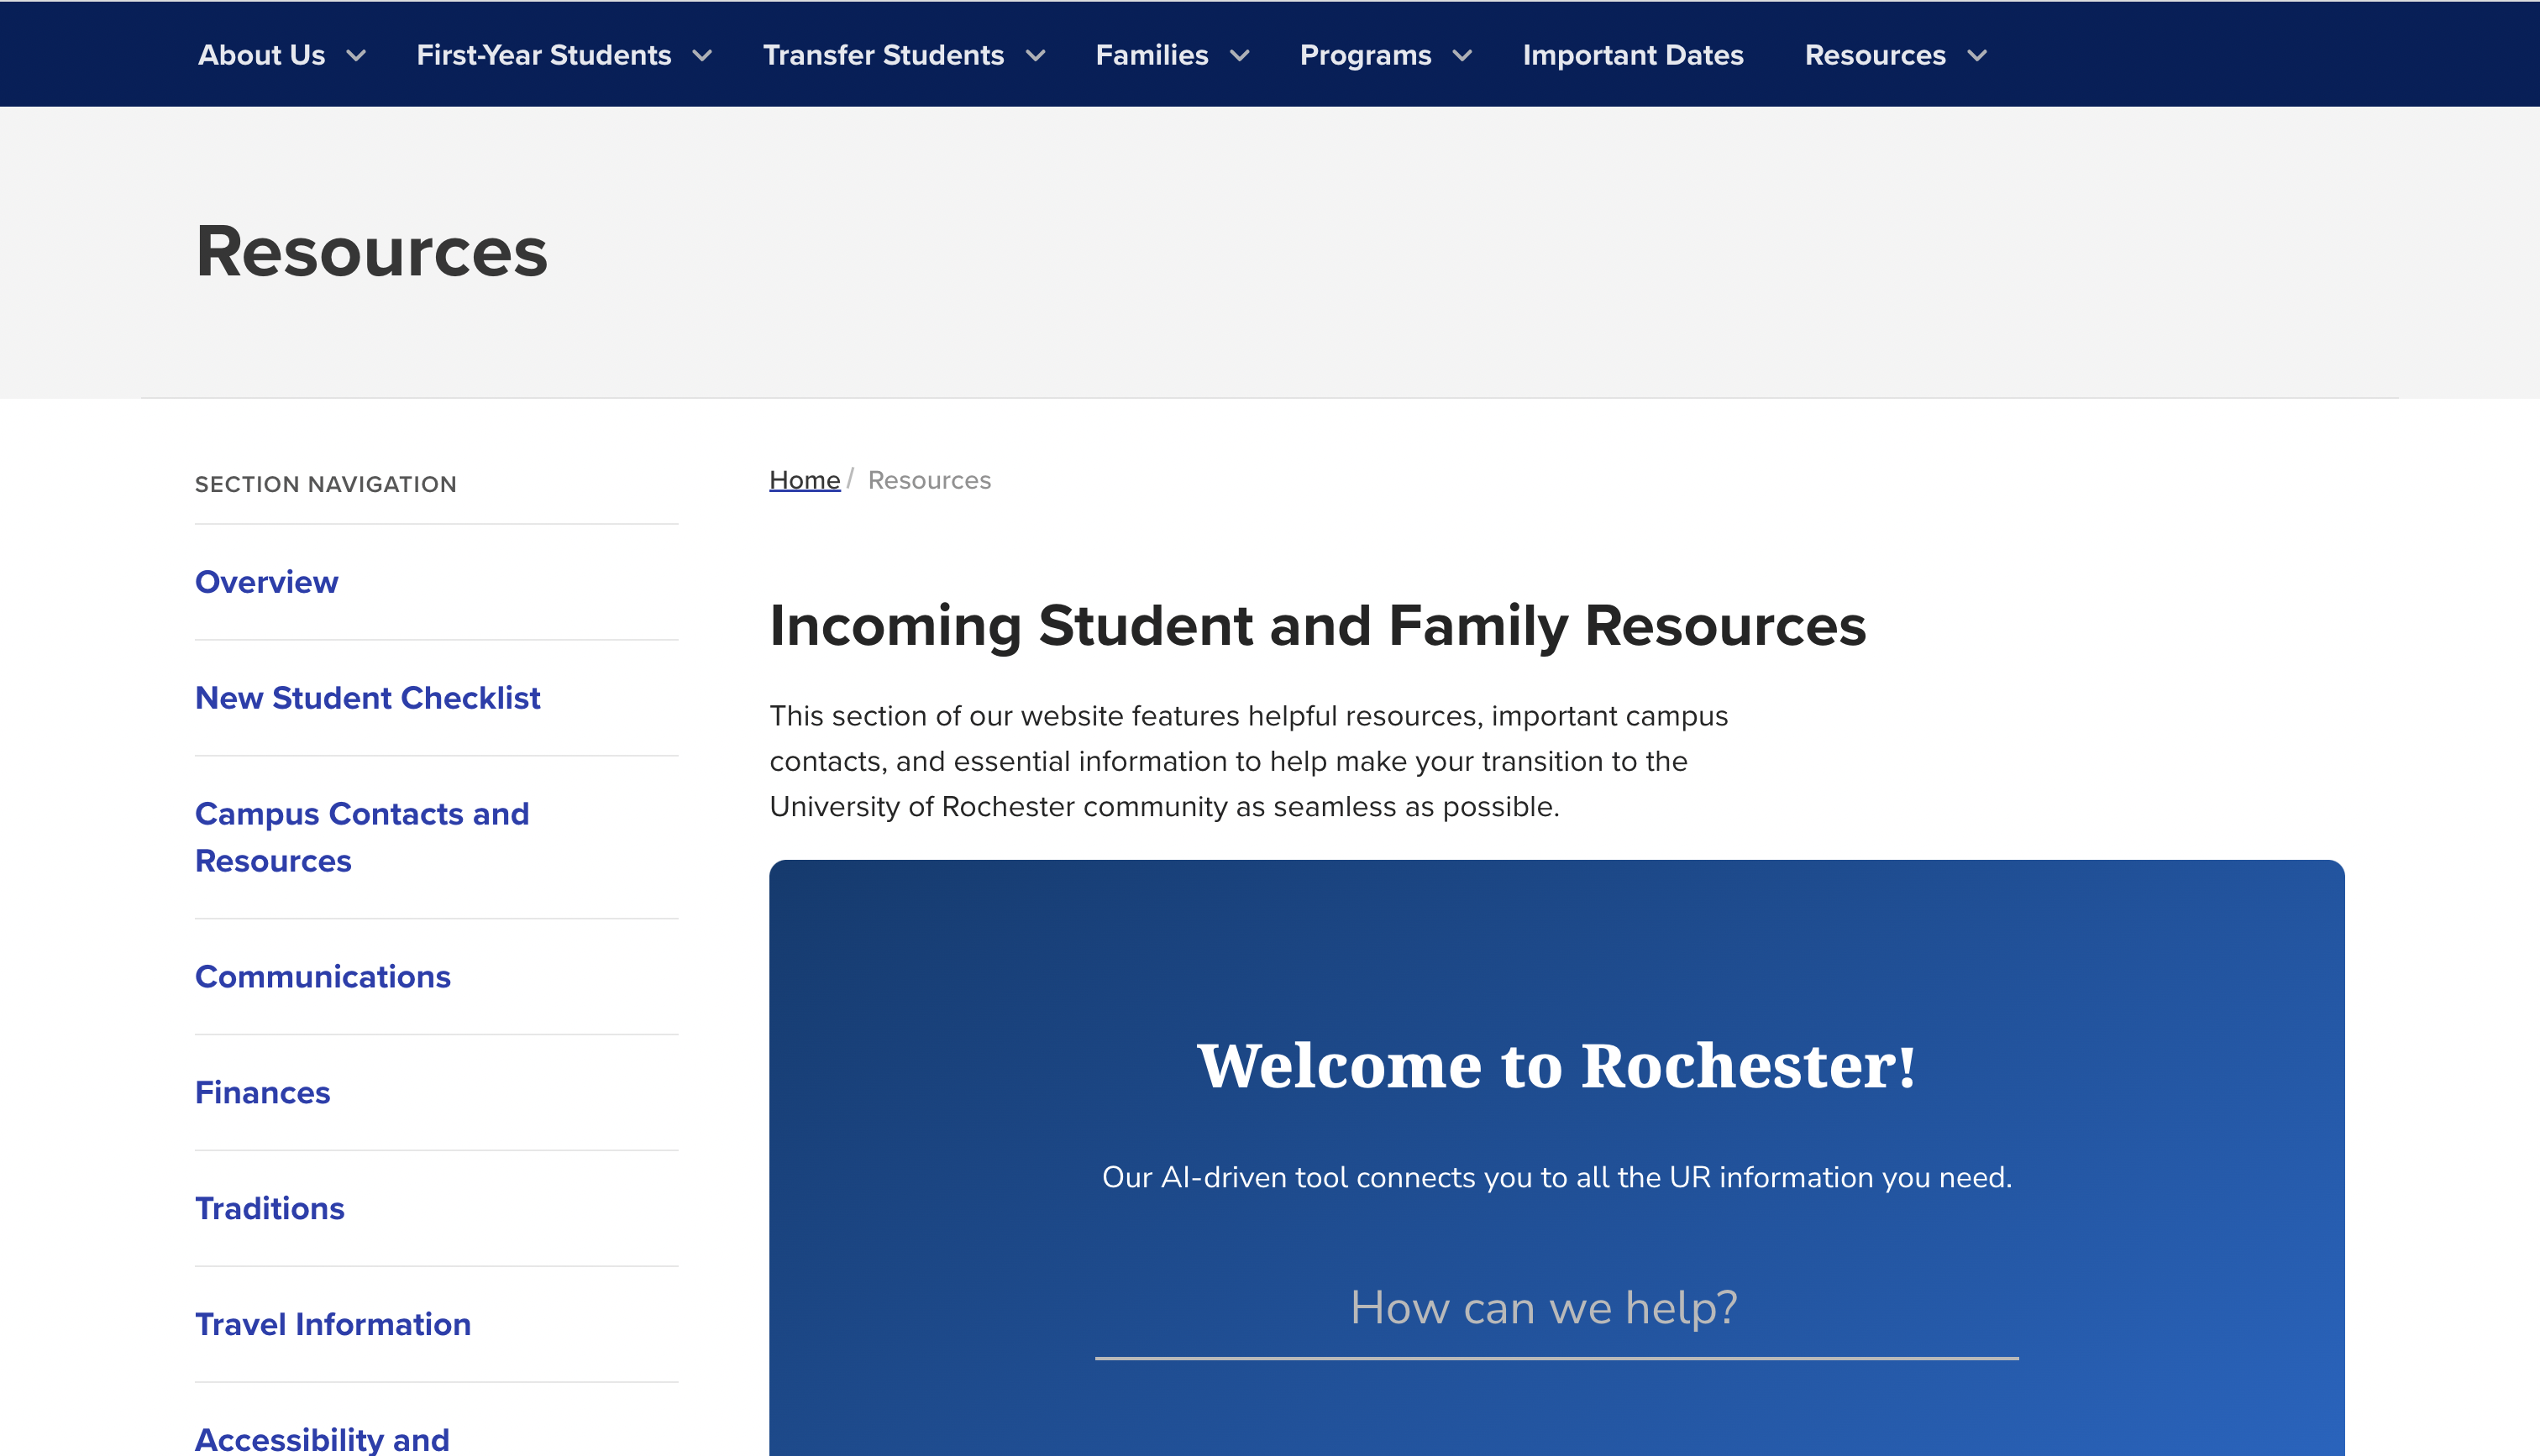 About Us
First-Year Students
Transfer Students
Families
Programs
Important Dates
Resources
Resources
SECTION NAVIGATION
Overview
New Student Checklist
Campus Contacts and
Resources
Communications
Finances
Traditions
Travel Information
Accessibility and
Home / Resources
Incoming Student and Family Resources
This section of our website features helpful resources, important campus
contacts, and essential information to help make your transition to the
University of Rochester community as seamless as possible.
Welcome to Rochester!
Our AI-driven tool connects you to all the UR information you need.
How can we help?